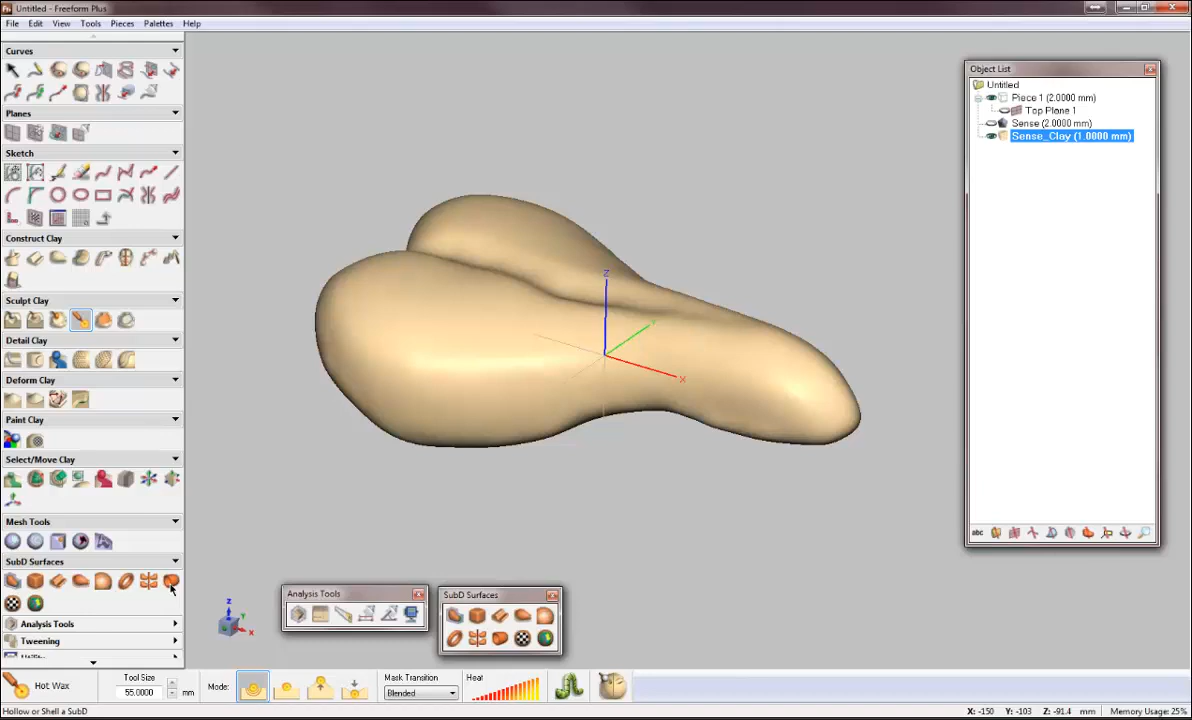 Untitled - Freeform Plus
File Edit View Tools Pieces Palettes Help
Curves
Planes
Sketch
Construct Clay
Sculpt Clay
Detail Clay
Deform Clay
Paint Clay
Select/Move Clay
Mesh Tools
SubD Surfaces
Analysis Tools
Tweening
Object List
Untitled
Piece 1 (2.0000 mm)
Top Plane 1
Sense (2.0000 mm)
Sense_Clay (1.0000 mm)
abc
Z
Y
X
z
Y
x
Analysis Tools
SubD Surfaces
Hot Wax
Tool Size
55.0000 mm
Mode:
Mask Transition
Blended
Heat
Hollow or Shell a SubD
X: -150 Y: -103 Z: -91.4 mm Memory Usage: 25%